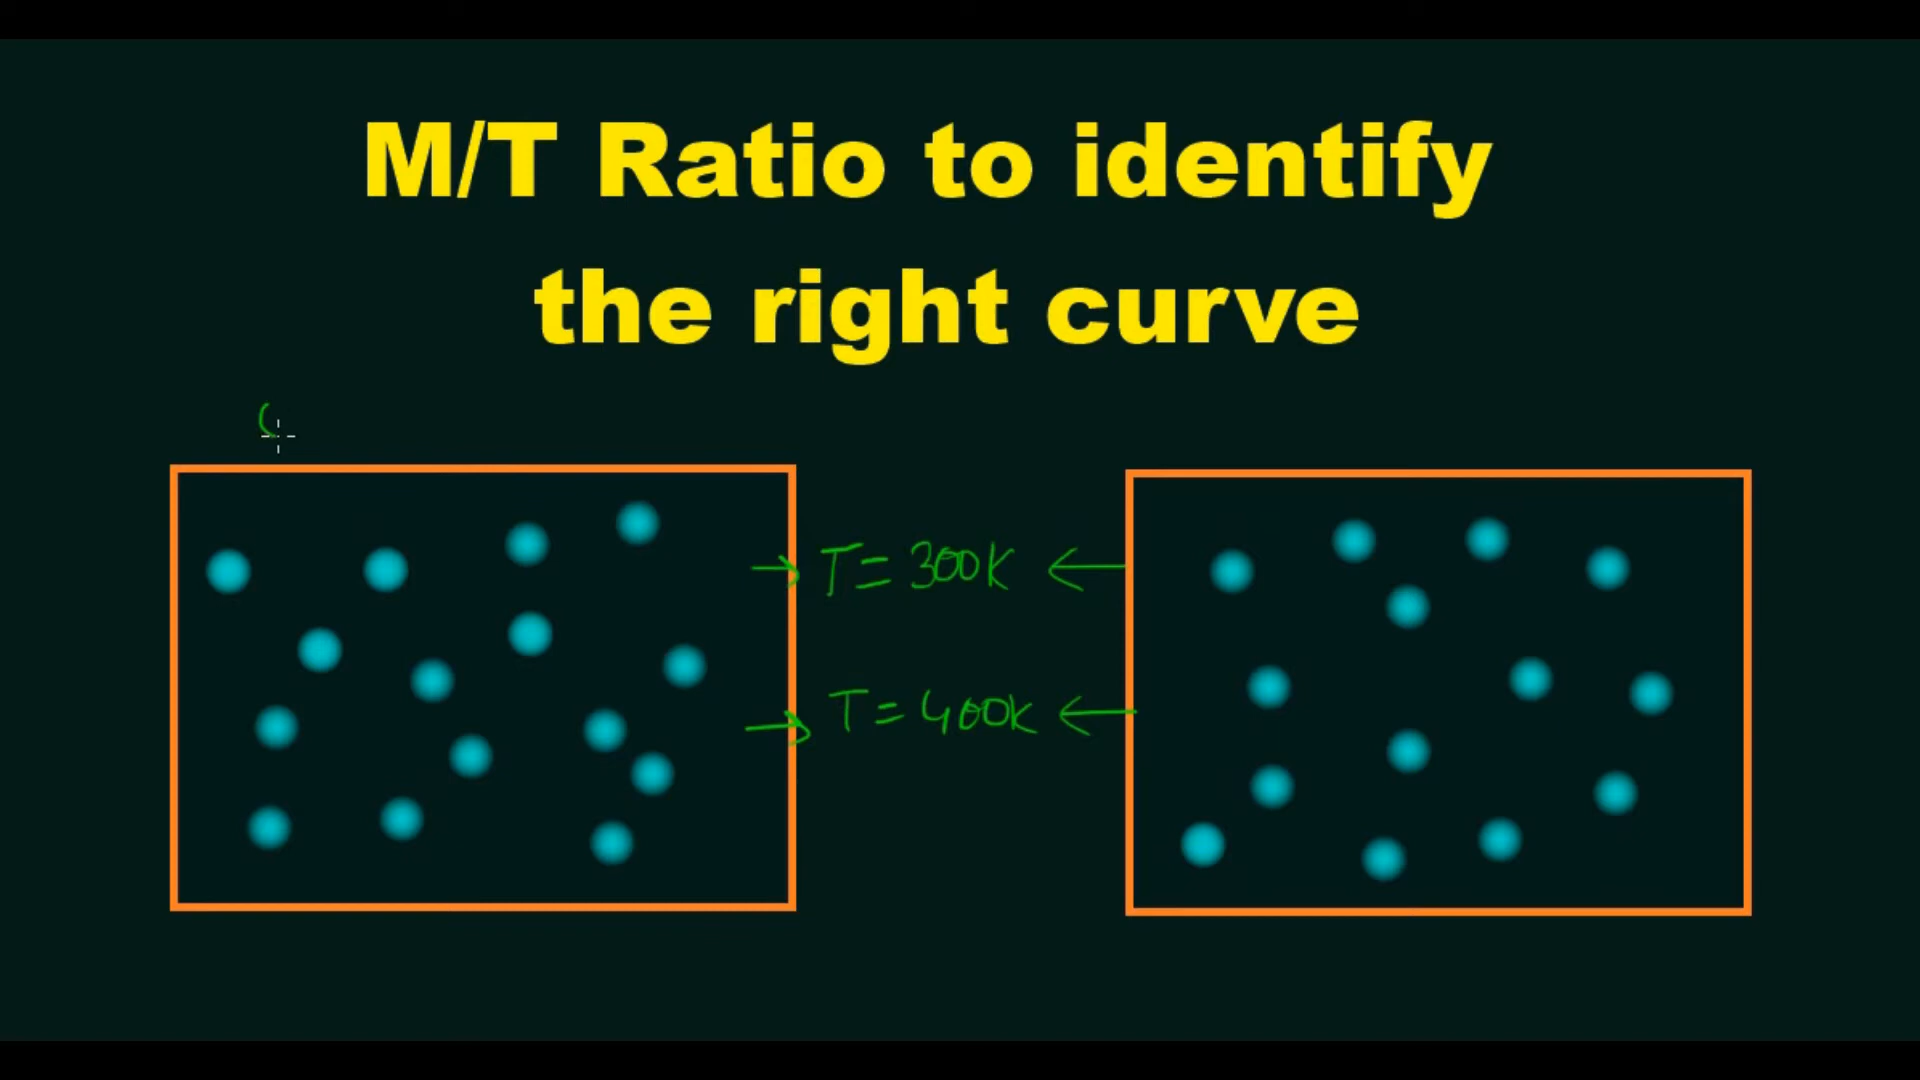 M/T Ratio to identify
the right curve
T = 300K
T = 400K